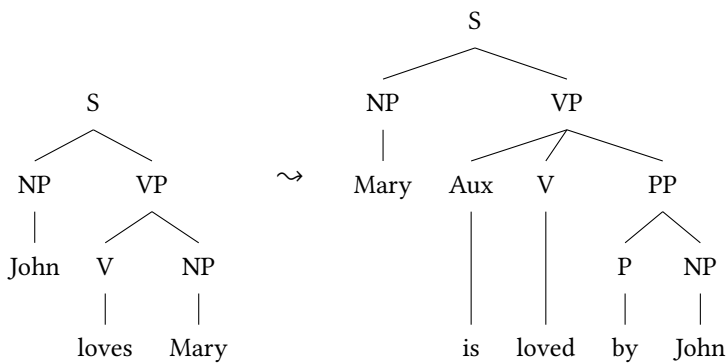 S
S
NP VP
NP VP ⇝ Mary Aux V PP
John V NP P NP
loves Mary is loved by John